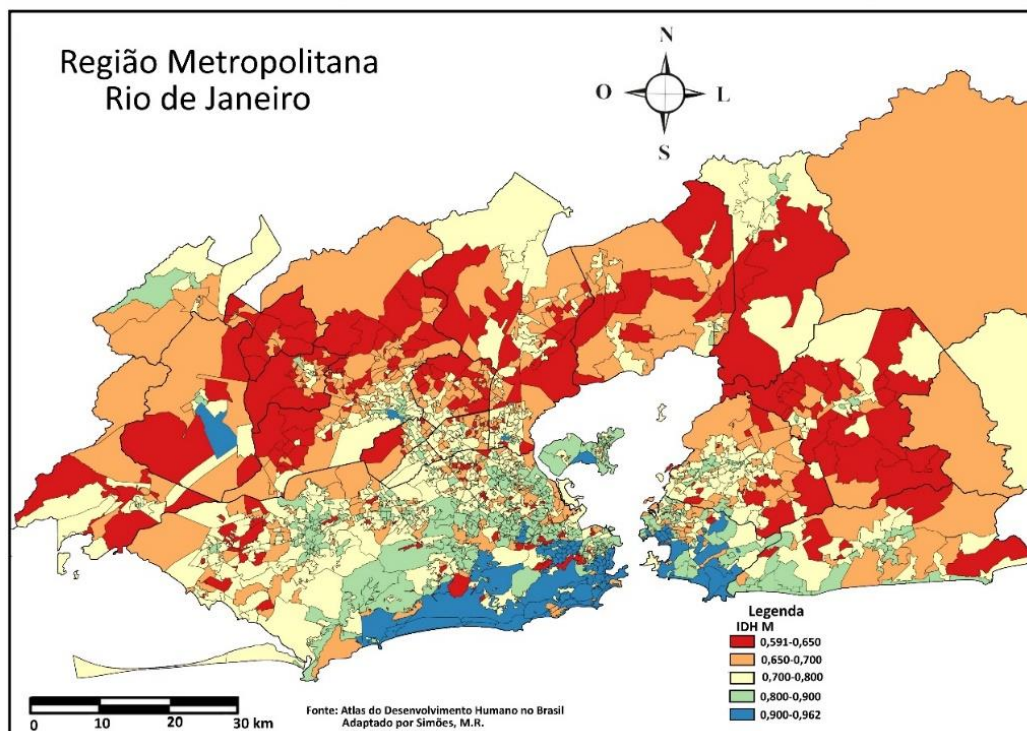 Região Metropolitana
Rio de Janeiro
N
O
L
S
Legenda
IDH M
0,591-0,650
0,650-0,700
0,700-0,800
0,800-0,900
0,900-0,962
0 10 20 30 km
Fonte: Atlas do Desenvolvimento Humano no Brasil
Adaptado por Simões, M.R.